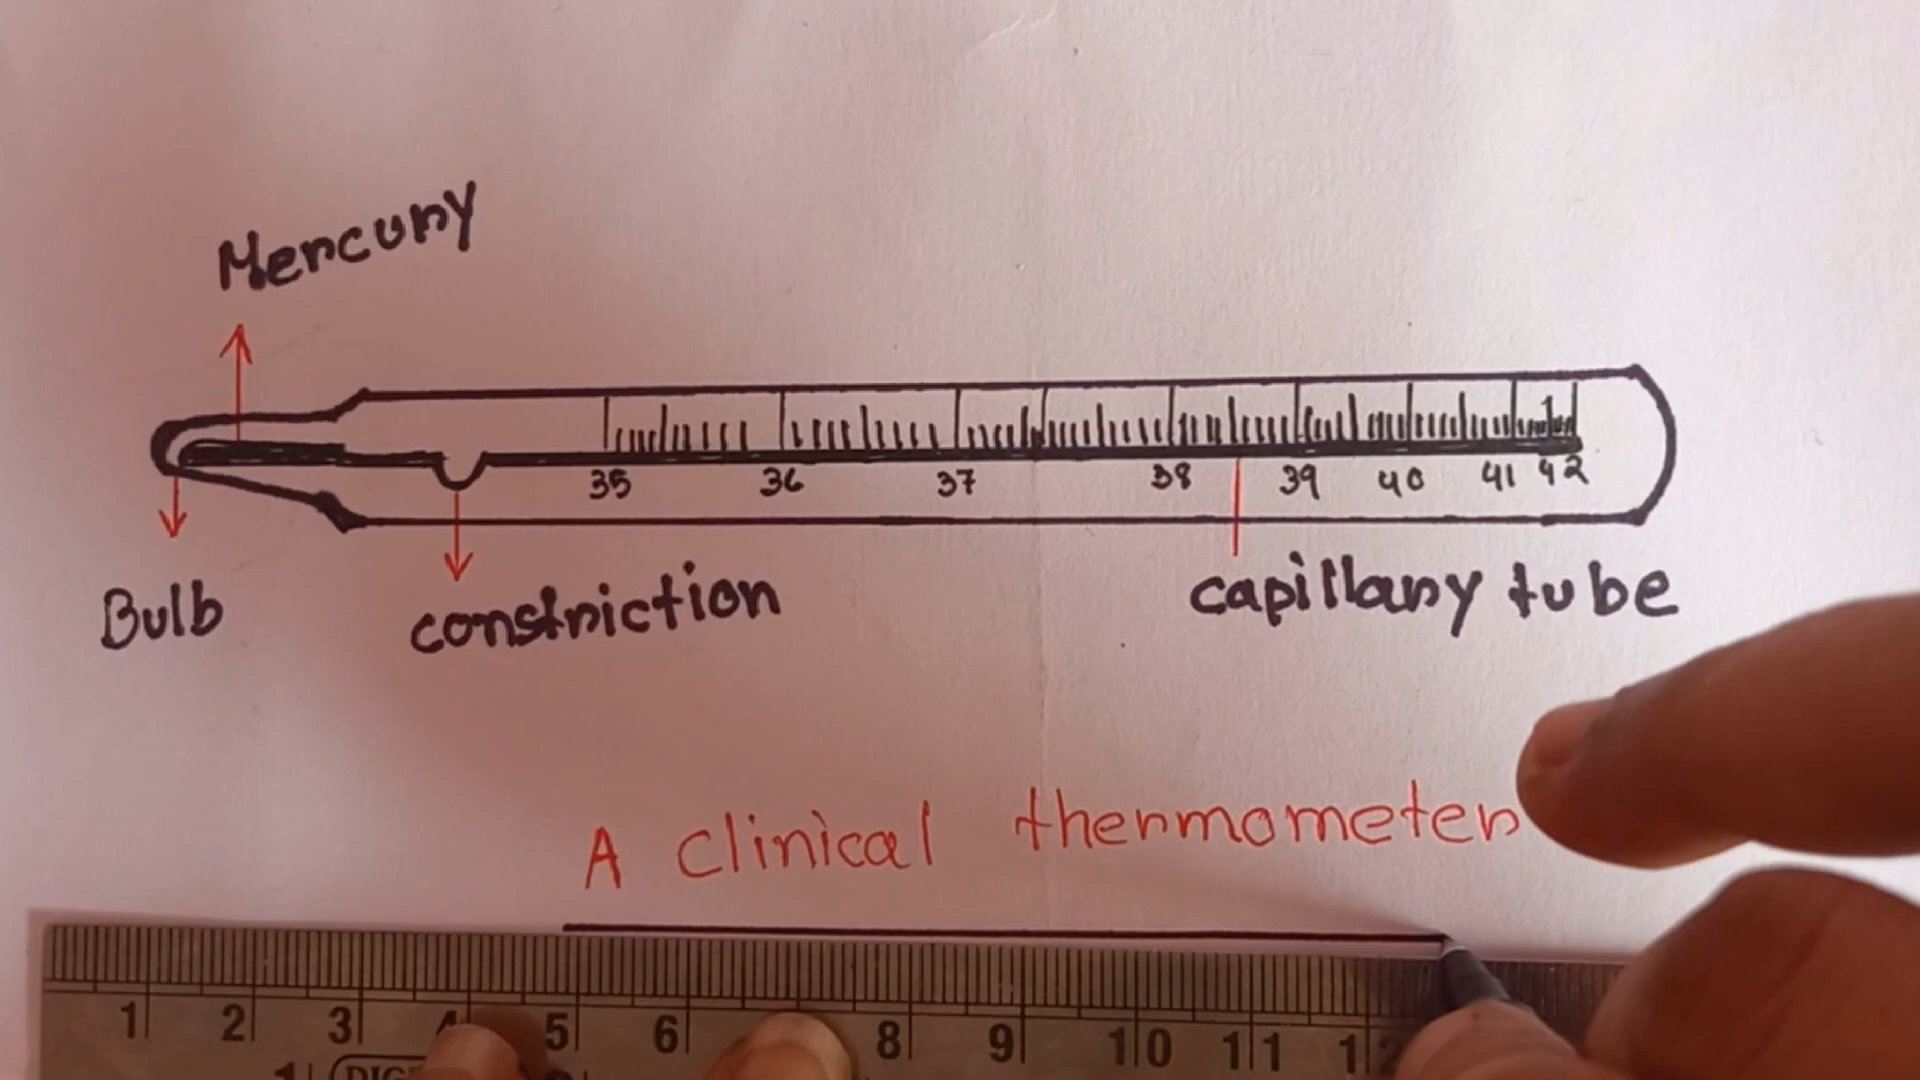 Mercury
35 36 37 38 39 40 41 42
Bulb
constriction
capillary tube
A clinical thermometer
1 2 3 4 5 6 8 9 10 11